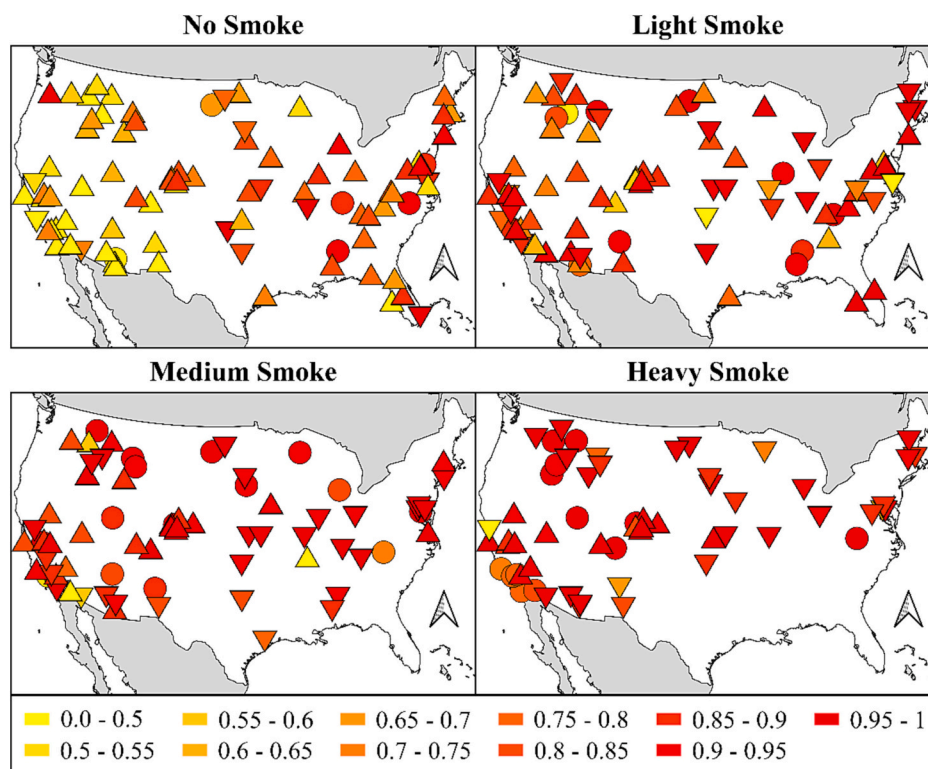 No Smoke
Light Smoke
Medium Smoke
Heavy Smoke
0.0 - 0.5 0.55 - 0.6 0.65 - 0.7 0.75 - 0.8 0.85 - 0.9 0.95 - 1
0.5 - 0.55 0.6 - 0.65 0.7 - 0.75 0.8 - 0.85 0.9 - 0.95